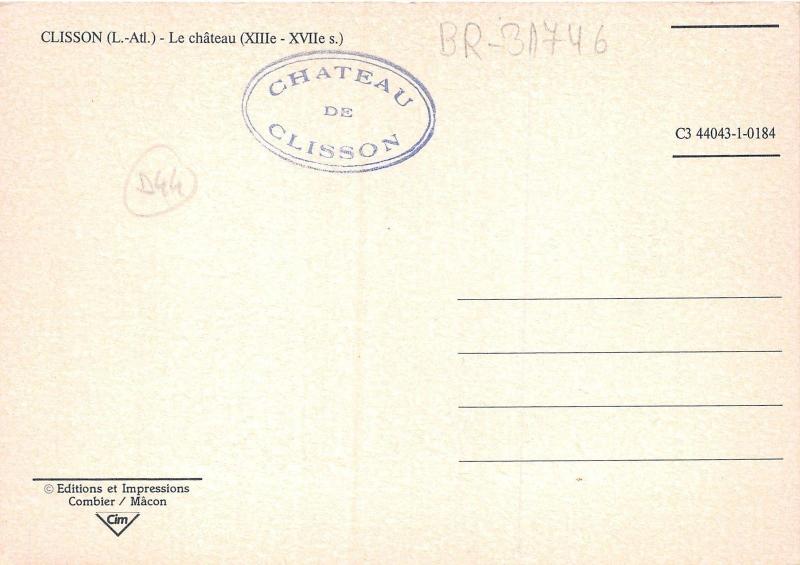 CLISSON (L.-Atl.) - Le château (XIIIe - XVIIe s.)
BR-31746
CHATEAU
DE
CLISSON
C3 44043-1-0184
D44
© Editions et Impressions
Combier / Mâcon
Cim